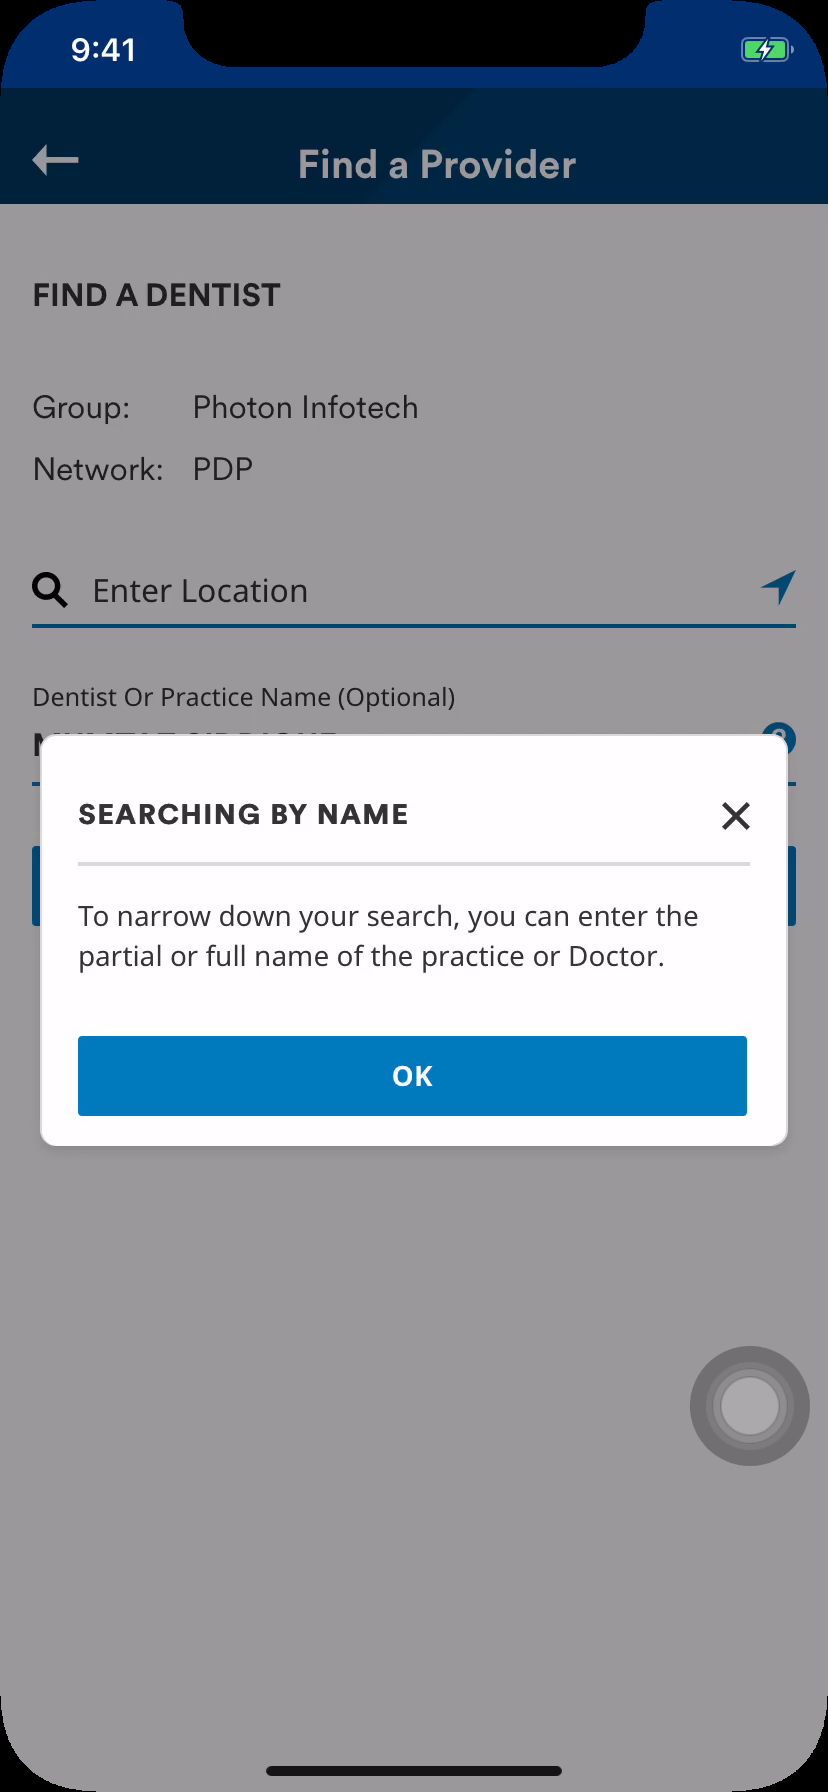 9:41
Find a Provider
FIND A DENTIST
Group: Photon Infotech
Network: PDP
Enter Location
Dentist Or Practice Name (Optional)
SEARCHING BY NAME
To narrow down your search, you can enter the
partial or full name of the practice or Doctor.
OK